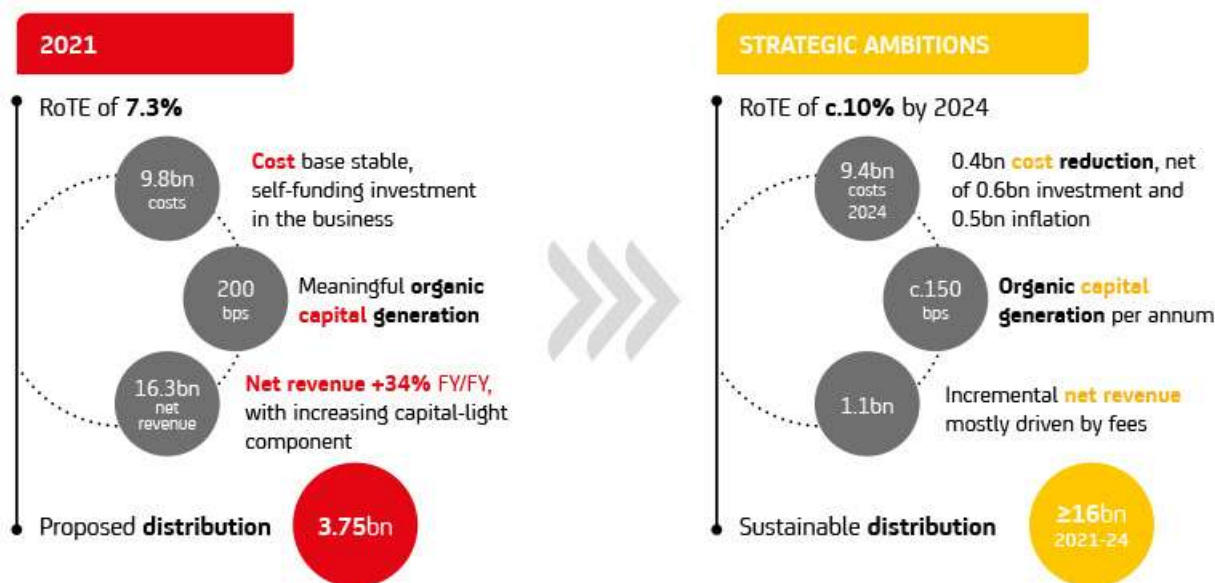 2021
RoTE of 7.3%
9.8bn
costs
Cost base stable,
self-funding investment
in the business
200
bps
Meaningful organic
capital generation
16.3bn
net
revenue
Net revenue +34% FY/FY,
with increasing capital-light
component
Proposed distribution
3.75bn
STRATEGIC AMBITIONS
RoTE of c.10% by 2024
9.4bn
costs
2024
0.4bn cost reduction, net
of 0.6bn investment and
0.5bn inflation
c.150
bps
Organic capital
generation per annum
1.1bn
Incremental net revenue
mostly driven by fees
Sustainable distribution
≥16bn
2021-24